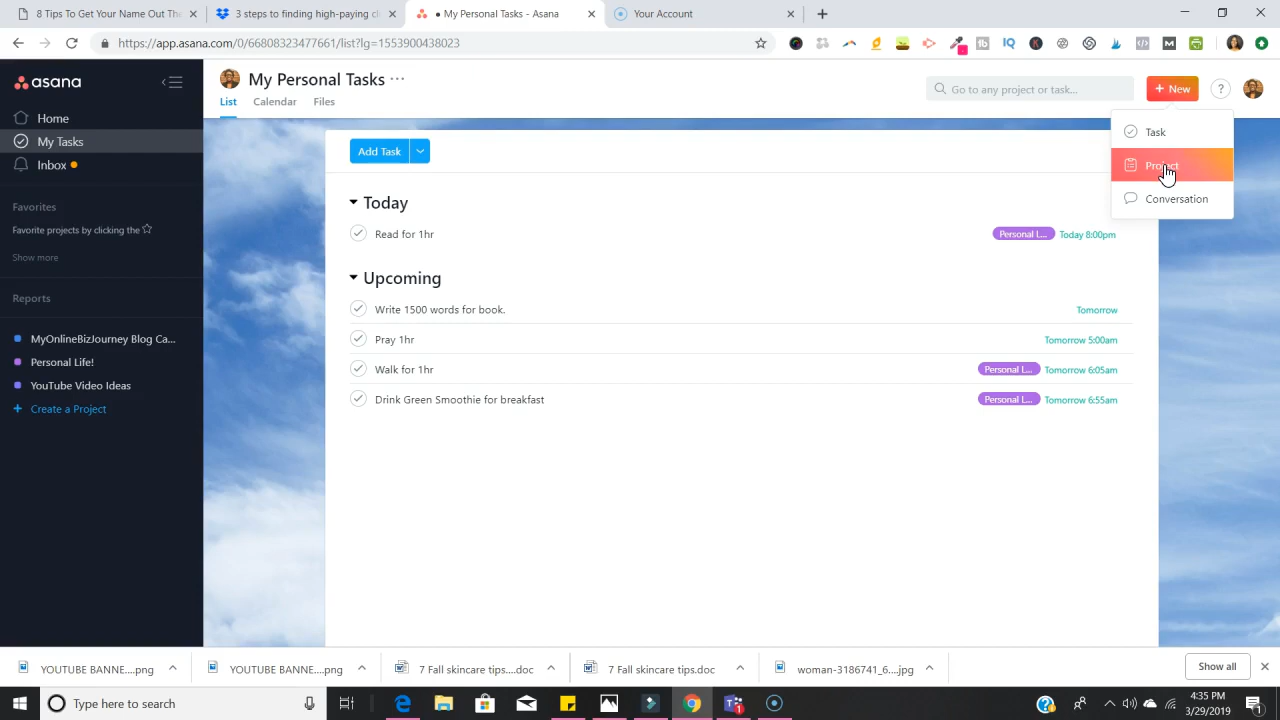 8 Tips To Get Your Name Out The
3 steps to finding high-paying cl
• My Personal Tasks - Asana
Your Account
https://app.asana.com/0/66808323477661/list?lg=1553900438023
asana
My Personal Tasks ···
List
Calendar
Files
Go to any project or task...
+ New
?
Home
My Tasks
Inbox
Task
Project
Conversation
Add Task
Favorites
Favorite projects by clicking the
Show more
Reports
MyOnlineBizJourney Blog Ca...
Personal Life!
YouTube Video Ideas
+ Create a Project
Today
Read for 1hr
Personal L...
Today 8:00pm
Upcoming
Write 1500 words for book.
Tomorrow
Pray 1hr
Tomorrow 5:00am
Walk for 1hr
Personal L...
Tomorrow 6:05am
Drink Green Smoothie for breakfast
Personal L...
Tomorrow 6:55am
YOUTUBE BANNE....png
YOUTUBE BANNE....png
7 Fall skincare tips....doc
7 Fall skincare tips.doc
woman-3186741_6....jpg
Show all
Type here to search
4:35 PM
3/29/2019